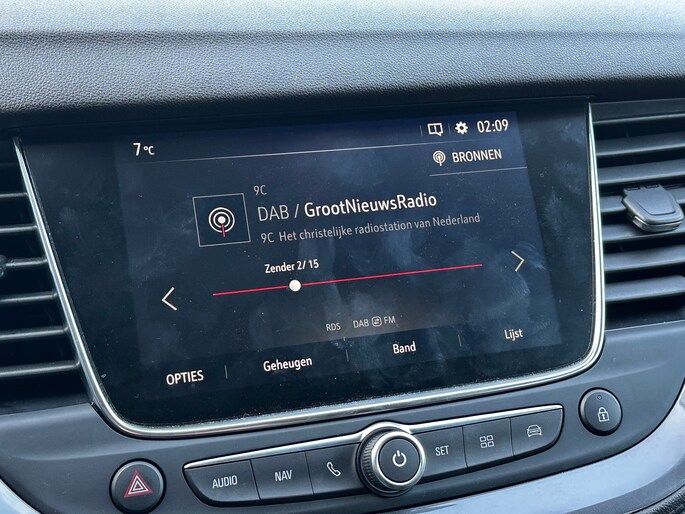 7 °C
02:09
BRONNEN
9C
DAB / GrootNieuwsRadio
9C Het christelijke radiostation van Nederland
Zender 2/ 15
RDS DAB FM
OPTIES Geheugen Band Lijst
AUDIO NAV SET